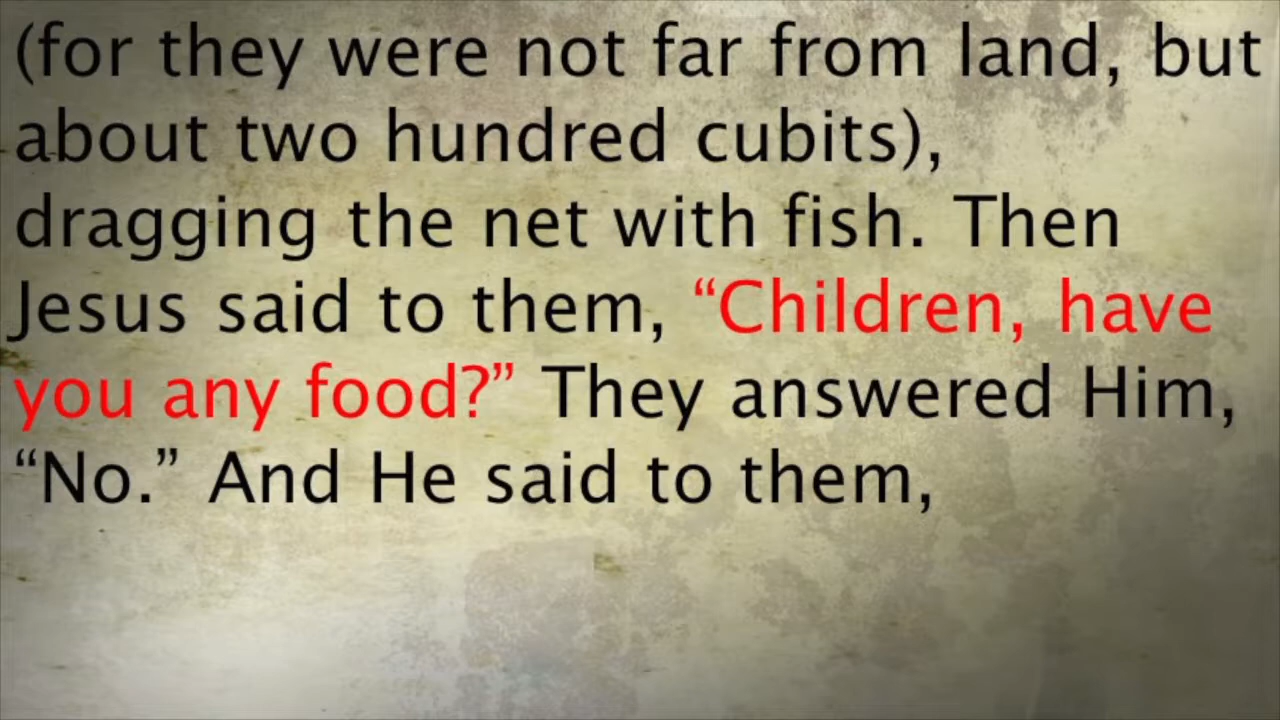 (for they were not far from land, but
about two hundred cubits),
dragging the net with fish. Then
Jesus said to them, “Children, have
you any food?” They answered Him,
“No.” And He said to them,